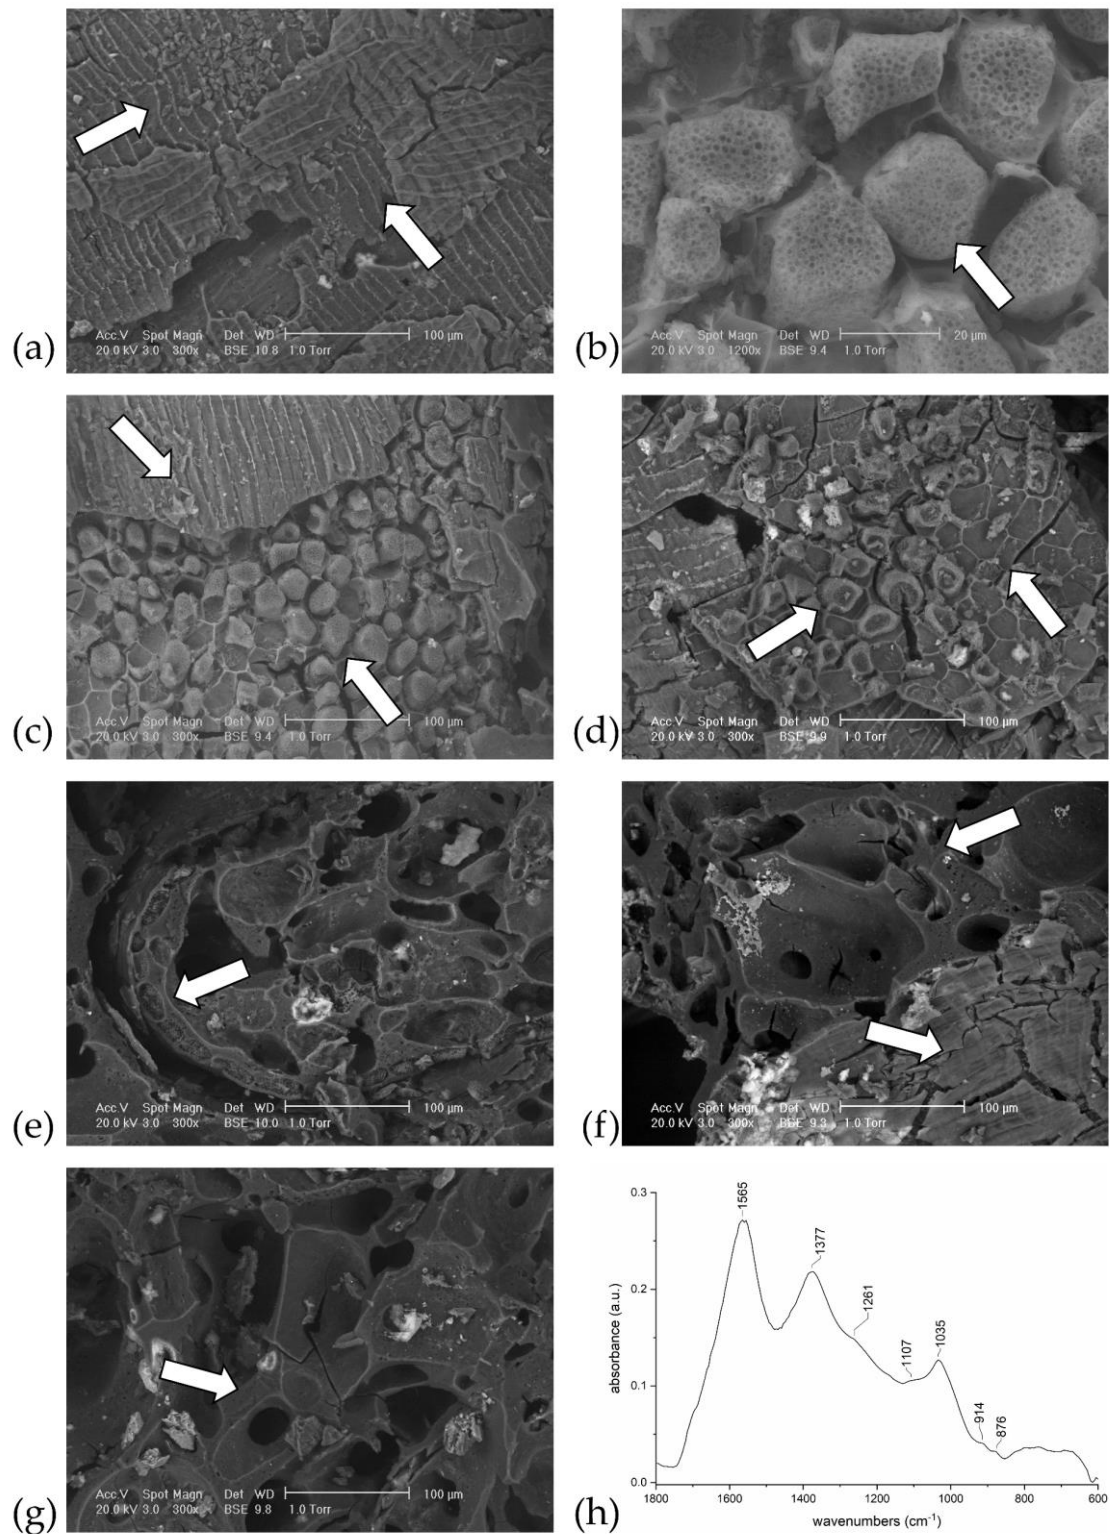 Acc.V Spot Magn Det WD 100 µm
20.0 kV 3.0 300x BSE 10.8 1.0 Torr
(a)
Acc.V Spot Magn Det WD 20 µm
20.0 kV 3.0 1200x BSE 9.4 1.0 Torr
(b)
Acc.V Spot Magn Det WD 100 µm
20.0 kV 3.0 300x BSE 9.4 1.0 Torr
(c)
Acc.V Spot Magn Det WD 100 µm
20.0 kV 3.0 300x BSE 9.9 1.0 Torr
(d)
Acc.V Spot Magn Det WD 100 µm
20.0 kV 3.0 300x BSE 10.0 1.0 Torr
(e)
Acc.V Spot Magn Det WD 100 µm
20.0 kV 3.0 300x BSE 9.3 1.0 Torr
(f)
Acc.V Spot Magn Det WD 100 µm
20.0 kV 3.0 300x BSE 9.8 1.0 Torr
(g)
absorbance (a.u.)
0.3
0.2
0.1
0.0
1565
1377
1261
1107
1035
914
876
1800 1600 1400 1200 1000 800 600
wavenumbers (cm⁻¹)
(h)